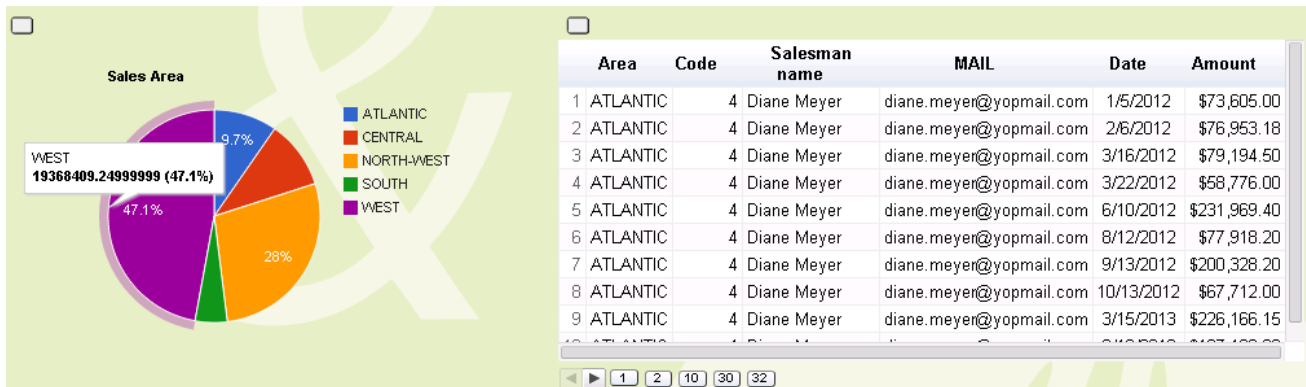 Sales Area
9.7%
WEST
19368409.24999999 (47.1%)
47.1%
28%
ATLANTIC
CENTRAL
NORTH-WEST
SOUTH
WEST
Area Code Salesman name MAIL Date Amount
1 ATLANTIC 4 Diane Meyer diane.meyer@yopmail.com 1/5/2012 $73,605.00
2 ATLANTIC 4 Diane Meyer diane.meyer@yopmail.com 2/6/2012 $76,953.18
3 ATLANTIC 4 Diane Meyer diane.meyer@yopmail.com 3/16/2012 $79,194.50
4 ATLANTIC 4 Diane Meyer diane.meyer@yopmail.com 3/22/2012 $58,776.00
5 ATLANTIC 4 Diane Meyer diane.meyer@yopmail.com 6/10/2012 $231,969.40
6 ATLANTIC 4 Diane Meyer diane.meyer@yopmail.com 8/12/2012 $77,918.20
7 ATLANTIC 4 Diane Meyer diane.meyer@yopmail.com 9/13/2012 $200,328.20
8 ATLANTIC 4 Diane Meyer diane.meyer@yopmail.com 10/13/2012 $67,712.00
9 ATLANTIC 4 Diane Meyer diane.meyer@yopmail.com 3/15/2013 $226,166.15
1 2 10 30 32